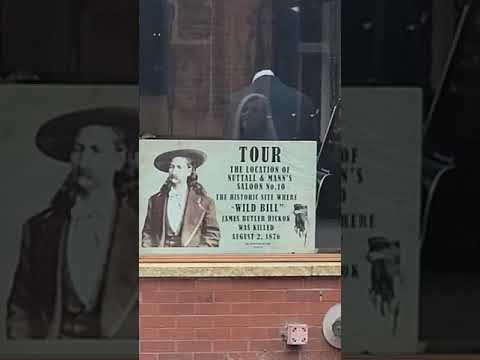 TOUR
THE LOCATION OF
NUTTALL & MANN'S
SALOON No.10
THE HISTORIC SITE WHERE
"WILD BILL"
JAMES BUTLER HICKOK
WAS KILLED
AUGUST 2, 1876